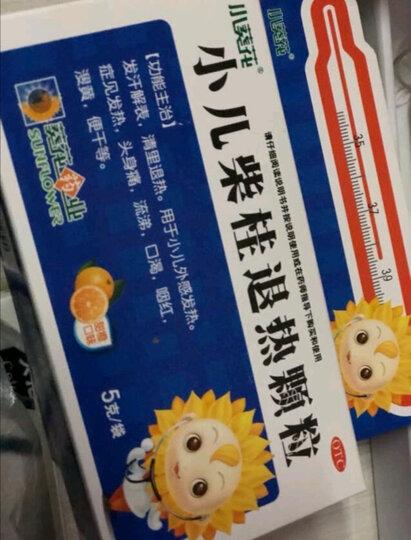 小葵花®
小葵花®
小儿柴桂退热颗粒
请仔细阅读说明书并按说明使用或在药师指导下购买和使用
OTC
【功能主治】
发汗解表，清里退热。用于小儿外感发热。
症见发热，头身痛，流涕，口渴，咽红，
溲黄，便干等。
葵花药业
SUNFLOWER
甜橙
口味
5克/袋
35
37
39